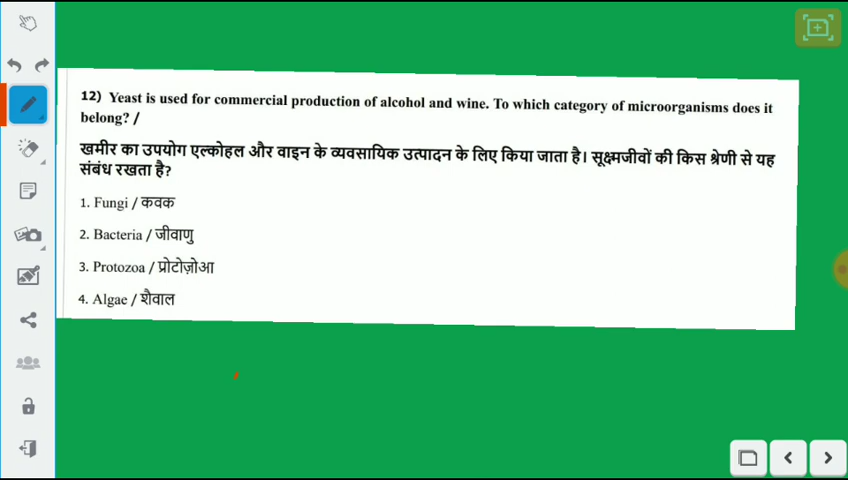 12) Yeast is used for commercial production of alcohol and wine. To which category of microorganisms does it
belong? /
खमीर का उपयोग एल्कोहल और वाइन के व्यवसायिक उत्पादन के लिए किया जाता है। सूक्ष्मजीवों की किस श्रेणी से यह
संबंध रखता है?
1. Fungi / कवक
2. Bacteria / जीवाणु
3. Protozoa / प्रोटोज़ोआ
4. Algae / शैवाल